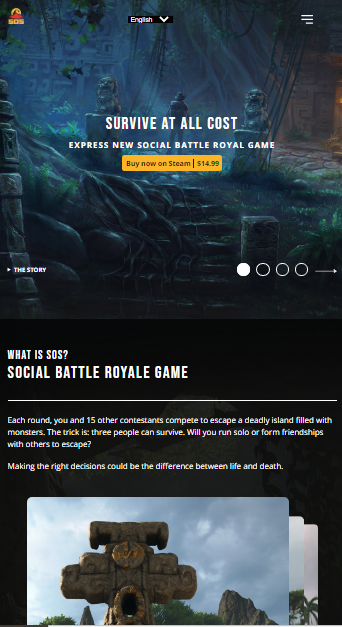 SOS
English
SURVIVE AT ALL COST
EXPRESS NEW SOCIAL BATTLE ROYAL GAME
Buy now on Steam | $14.99
THE STORY
WHAT IS SOS?
SOCIAL BATTLE ROYALE GAME
Each round, you and 15 other contestants compete to escape a deadly island filled with
monsters. The trick is: three people can survive. Will you run solo or form friendships
with others to escape?
Making the right decisions could be the difference between life and death.